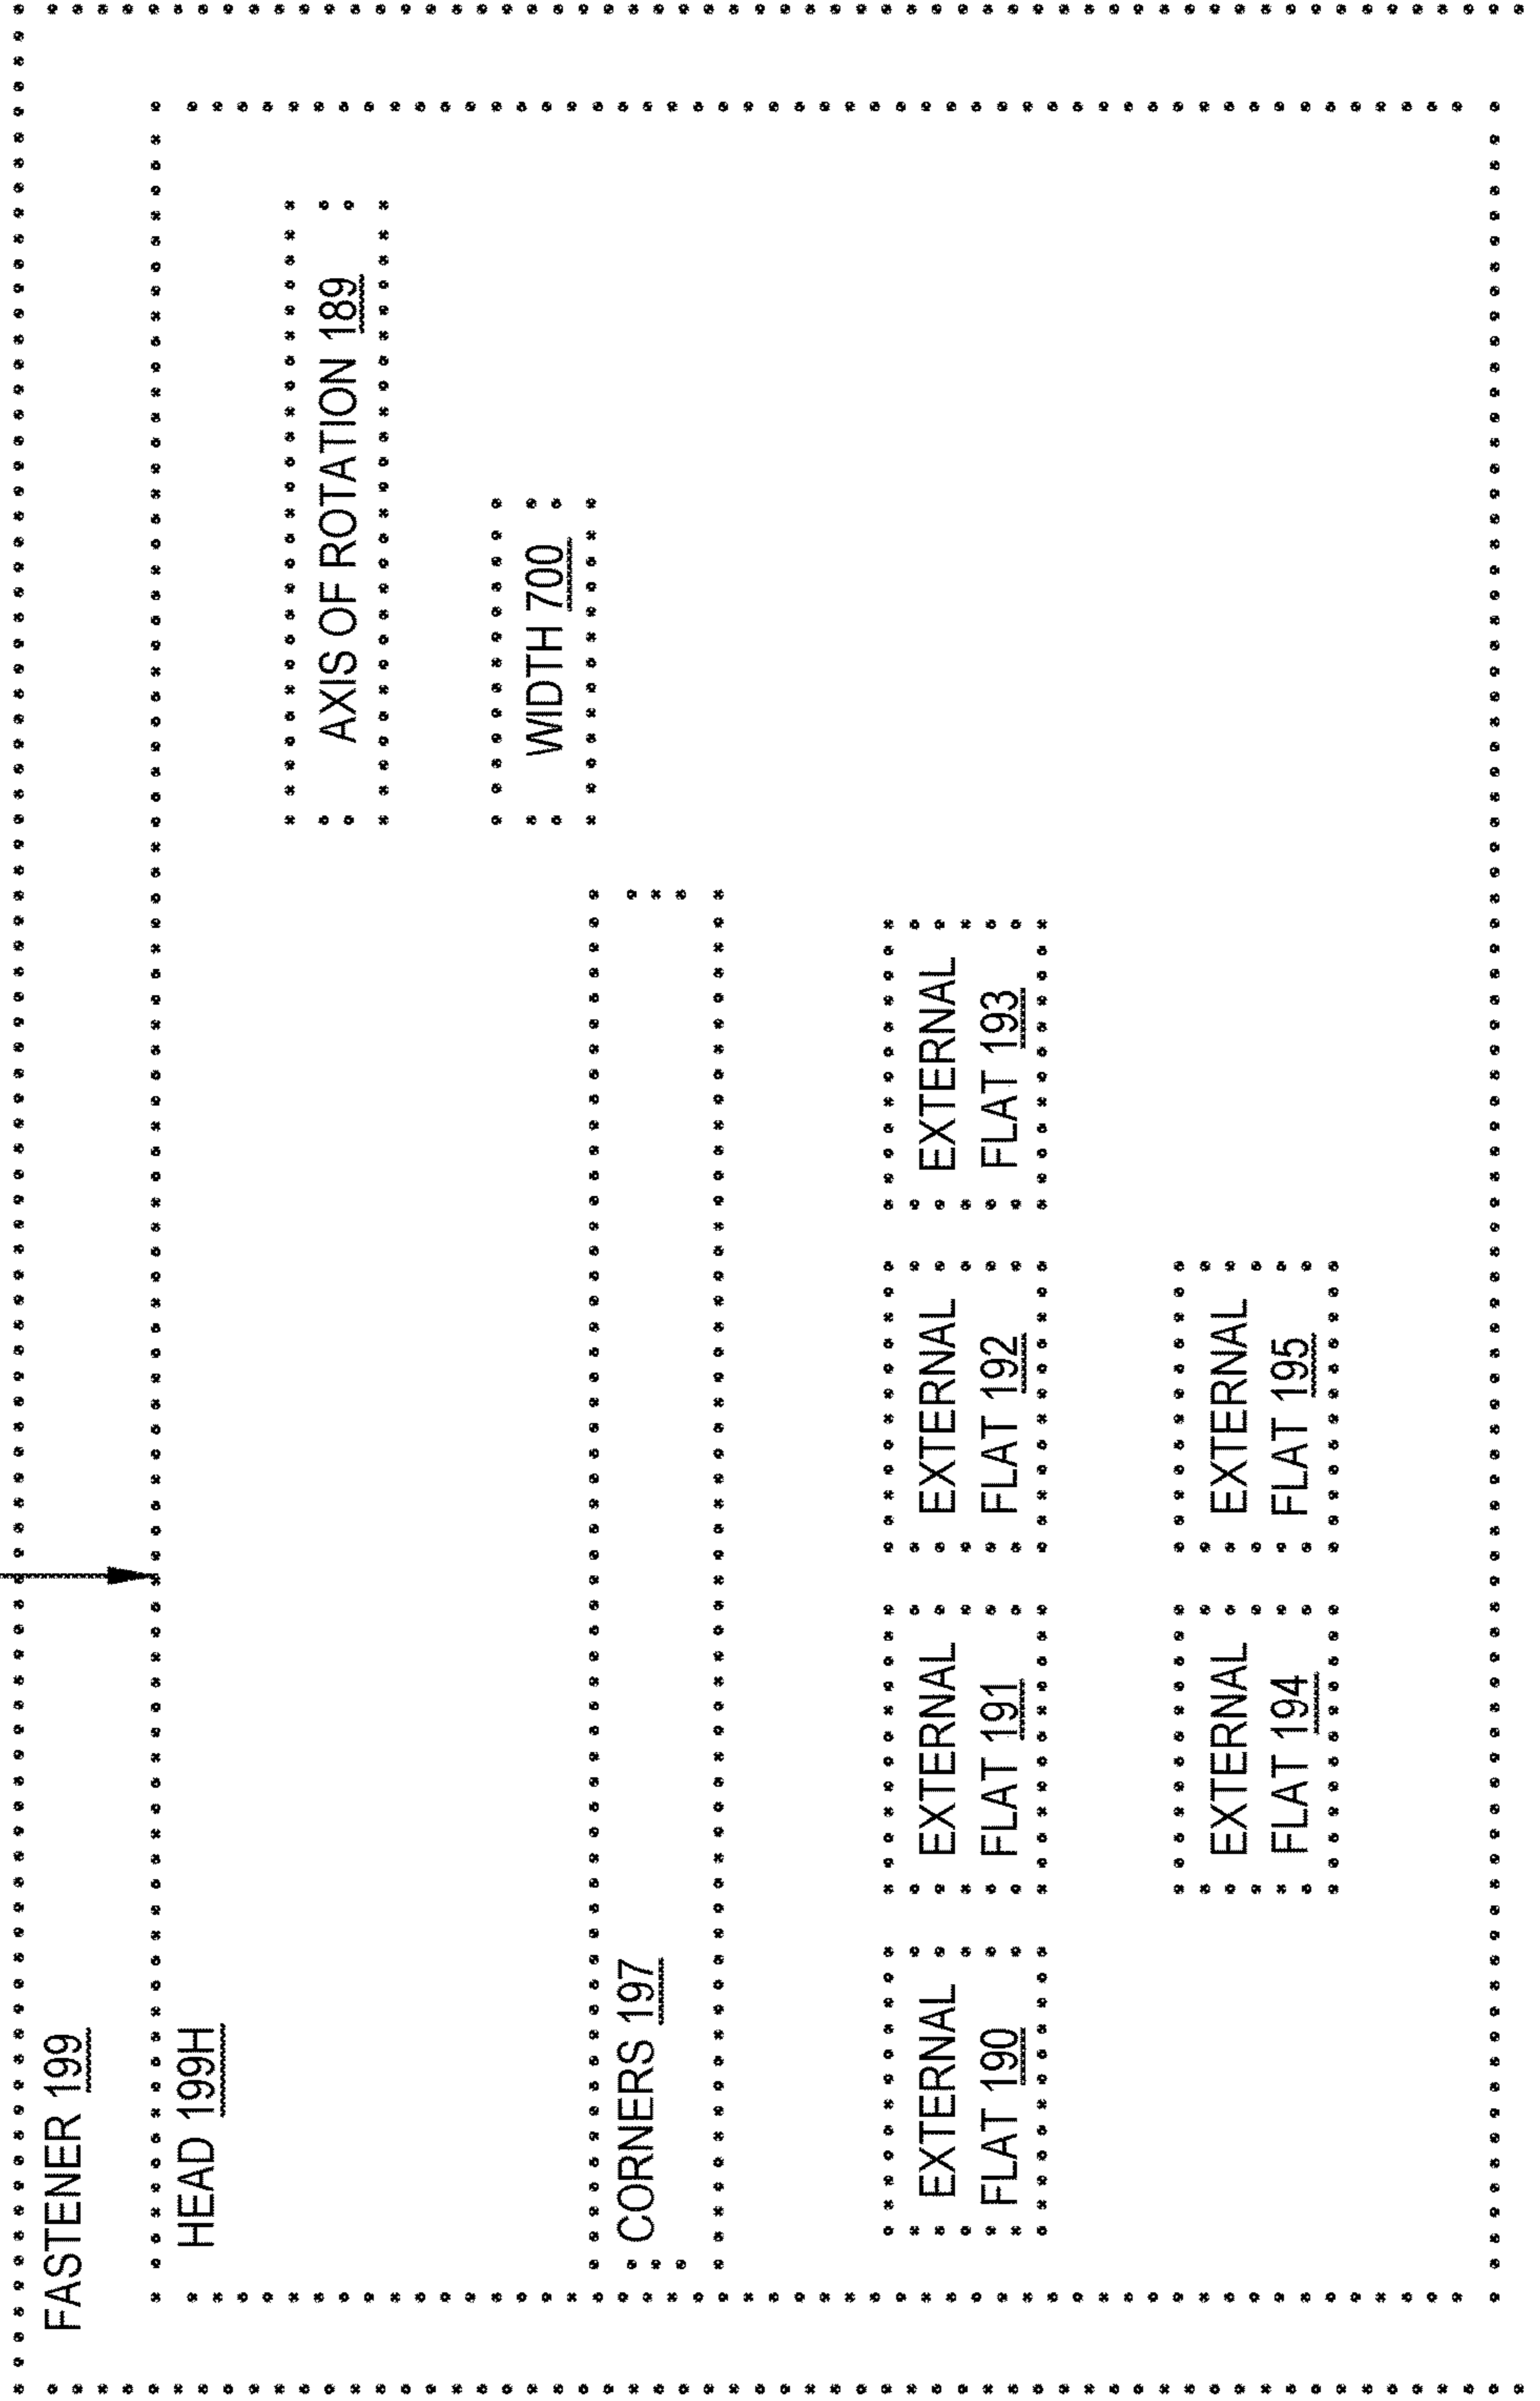 FASTENER 199
HEAD 199H
AXIS OF ROTATION 189
WIDTH 700
CORNERS 197
EXTERNAL
FLAT 190
EXTERNAL
FLAT 191
EXTERNAL
FLAT 192
EXTERNAL
FLAT 193
EXTERNAL
FLAT 194
EXTERNAL
FLAT 195